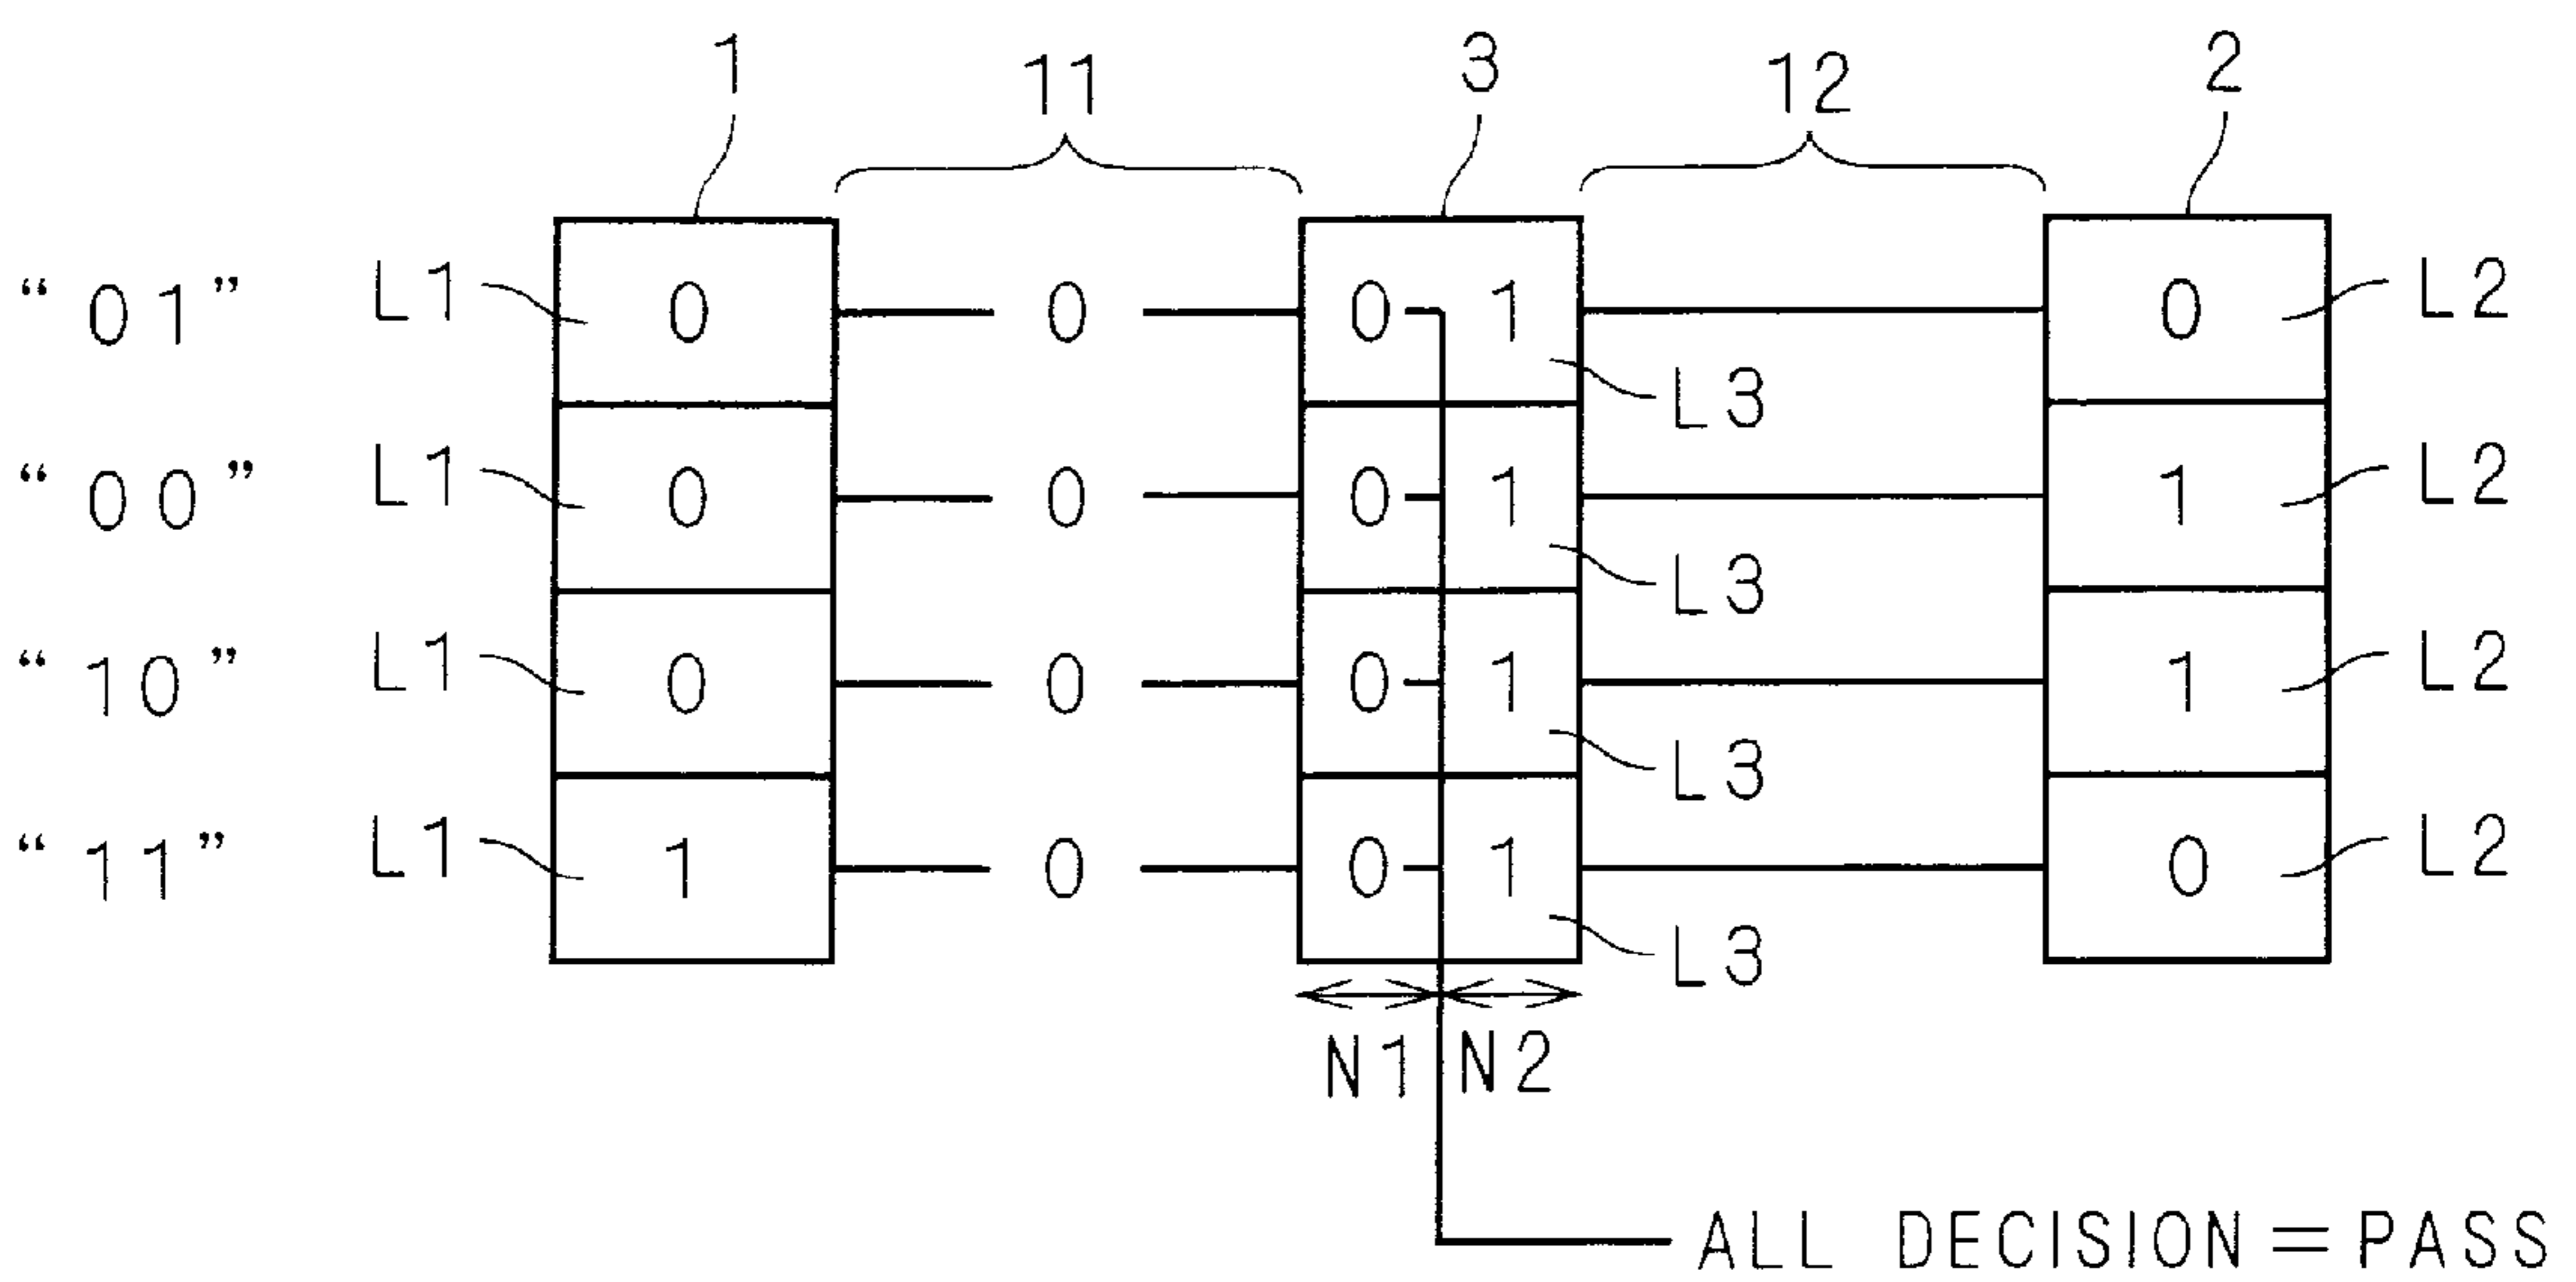 1 11 3 12 2
“01” L1 0 0 0 1 0 L2
L3
“00” L1 0 0 0 1 1 L2
L3
“10” L1 0 0 0 1 1 L2
L3
“11” L1 1 0 0 1 0 L2
L3
N1 N2
ALL DECISION=PASS